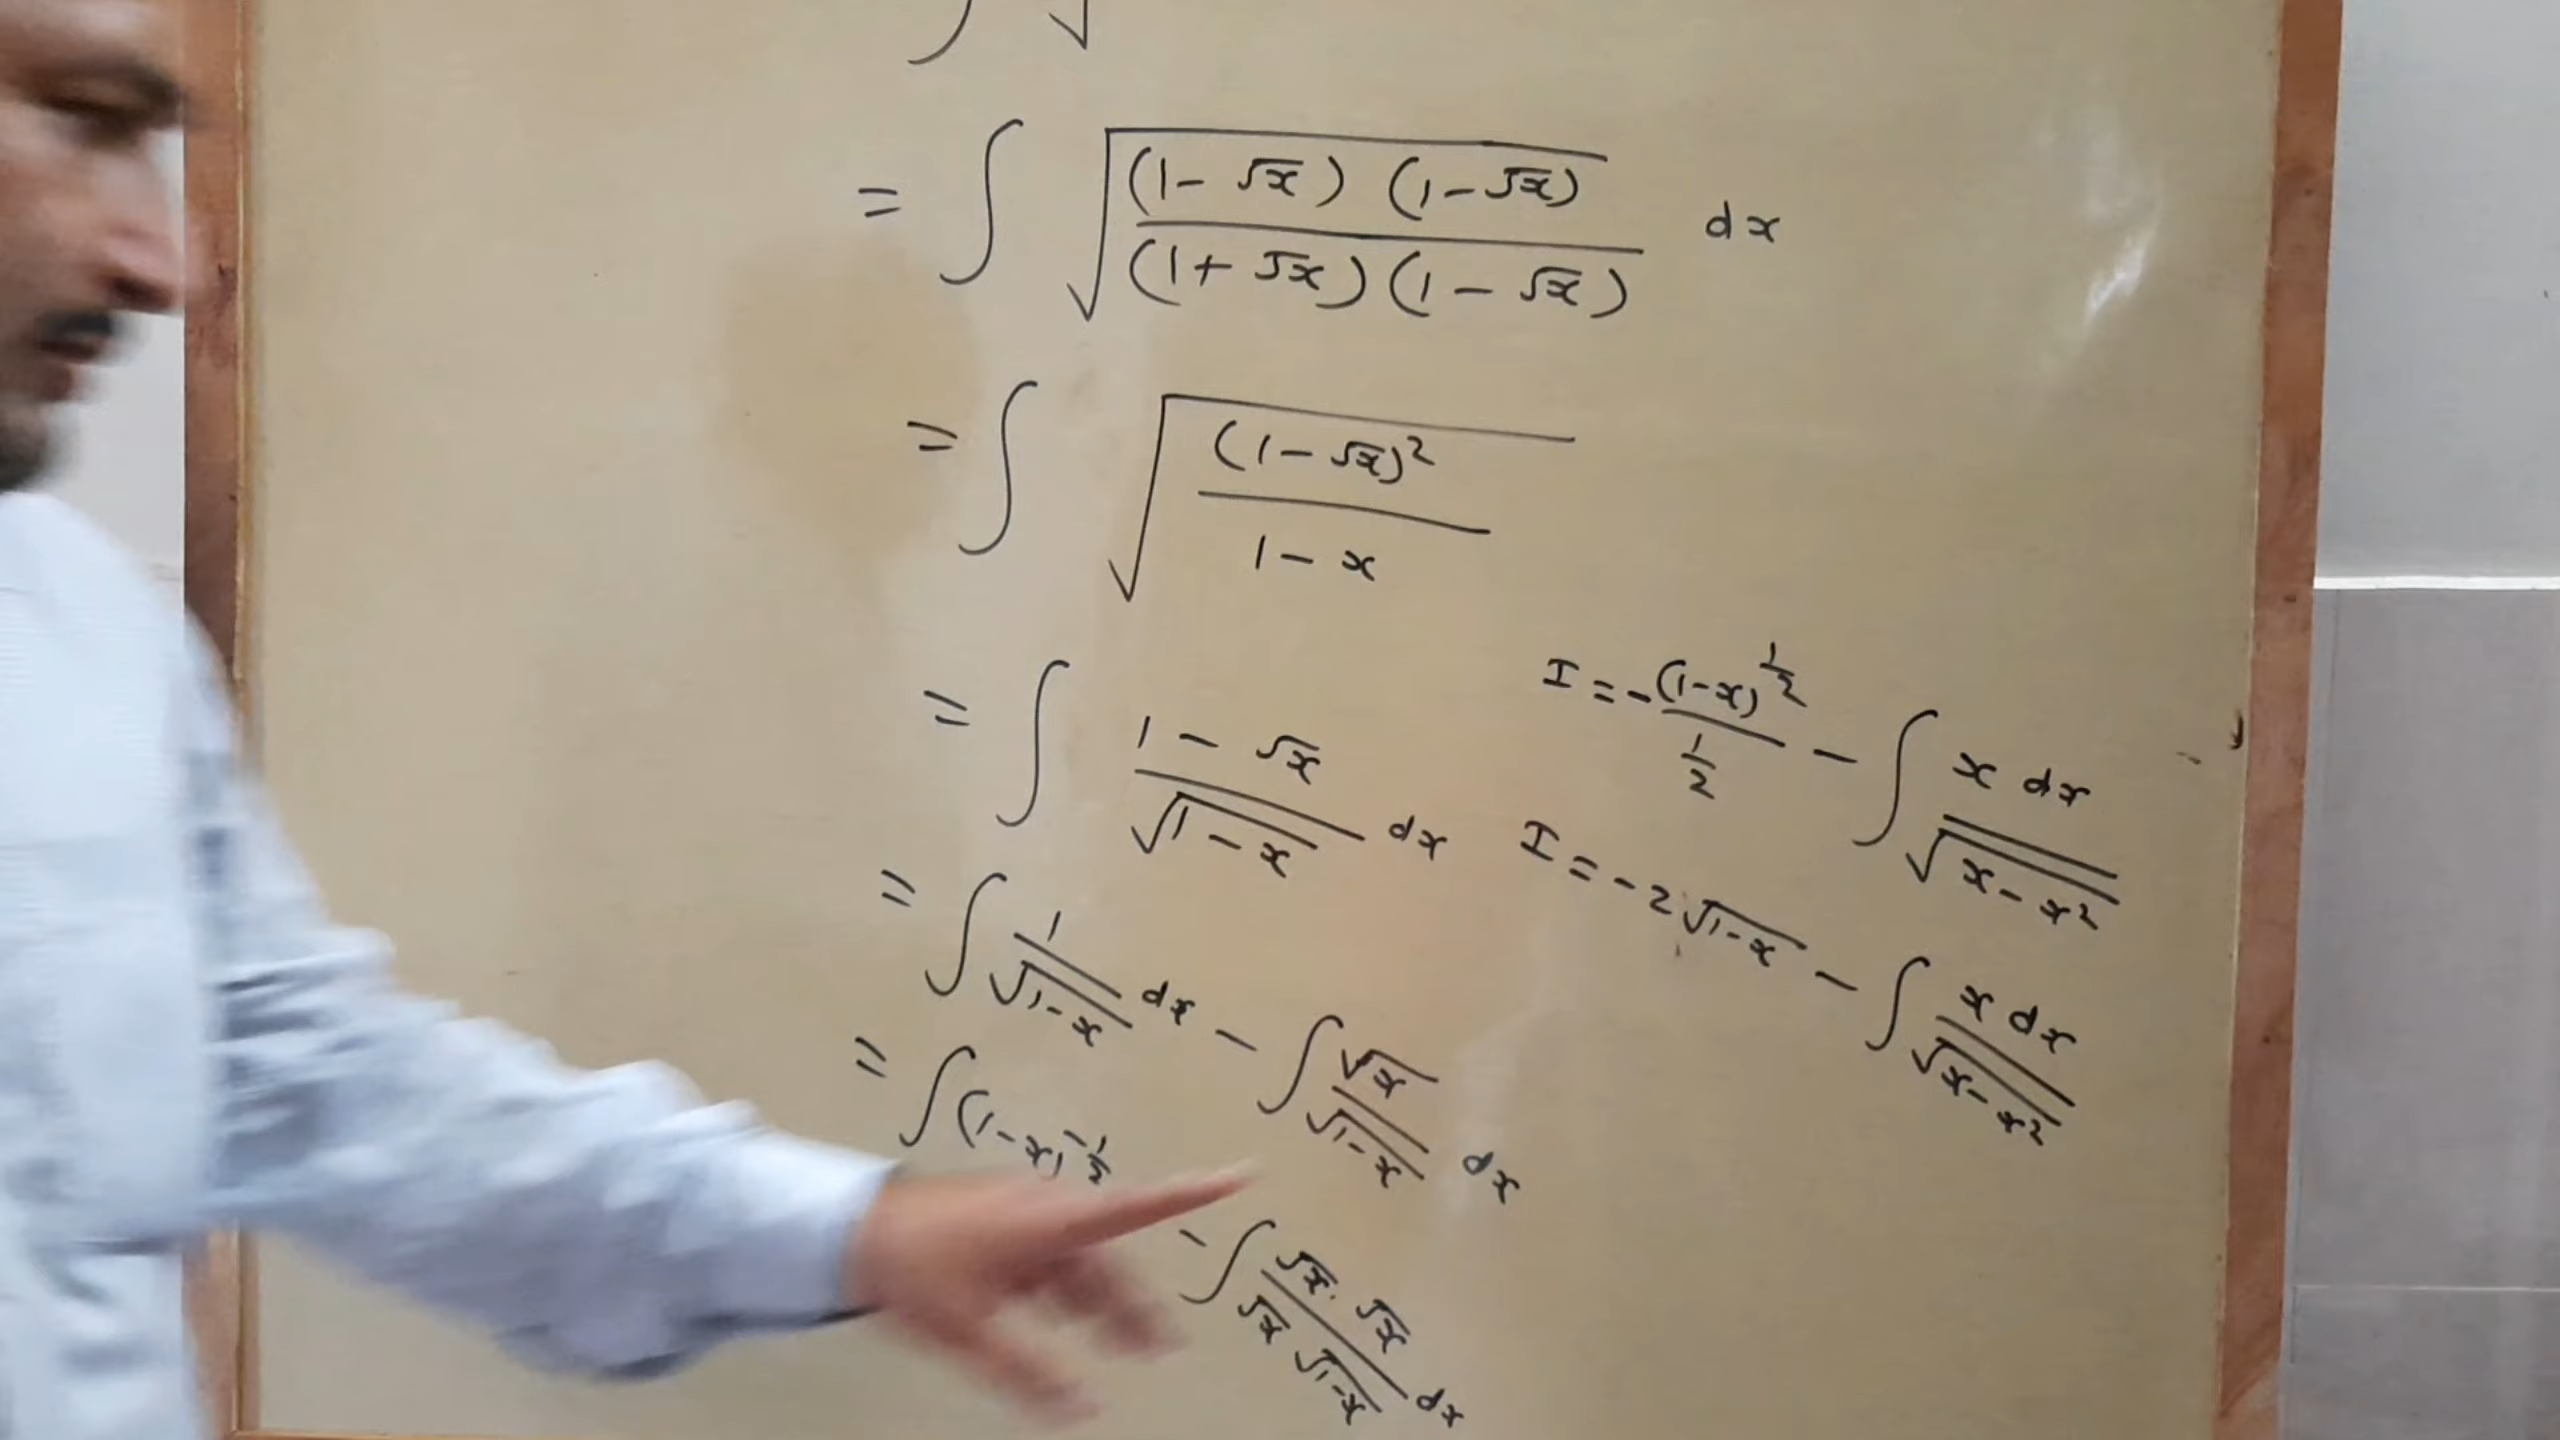 ∫ √
= ∫ √((1-√x) (1-√x) / (1+√x)(1-√x)) dx
= ∫ √((1-√x)² / 1-x)
= ∫ (1-√x)/√(1-x) dx
= ∫ 1/√(1-x) dx - ∫ √x/√(1-x) dx
= ∫ (1-x)^(-1/2)
- ∫ (√x·√x)/(√x √(1-x)) dx
I = -(1-x)^(1/2)/(1/2) - ∫ x dx/√(x-x²)
I = -2√(1-x) - ∫ x dx/√(x-x²)